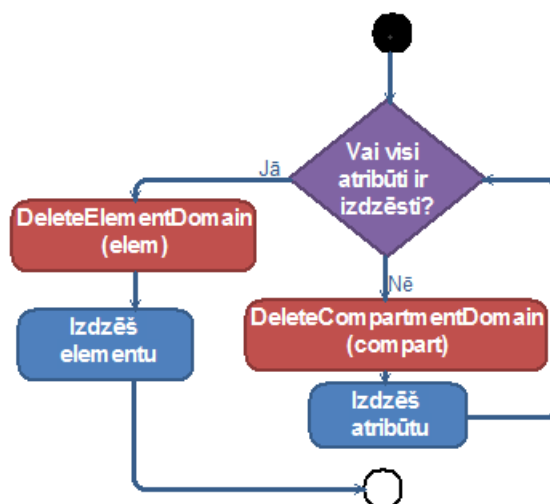 Vai visi
atribūti ir
izdzēsti?
Jā
DeleteElementDomain
(elem)
Izdzēš
elementu
Nē
DeleteCompartmentDomain
(compart)
Izdzēš
atribūtu